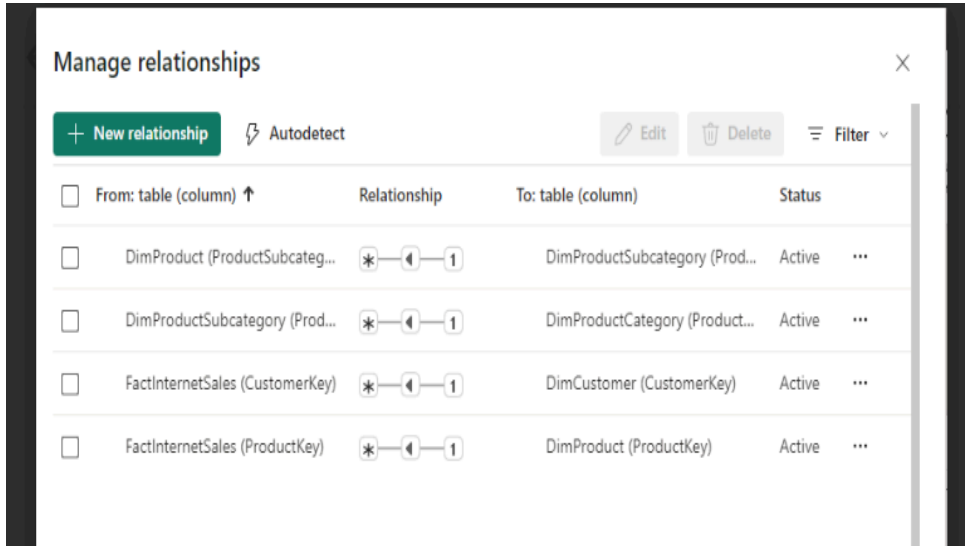 Manage relationships
New relationship Autodetect Edit Delete Filter
From: table (column) ↑ Relationship To: table (column) Status
DimProduct (ProductSubcateg... * 1 DimProductSubcategory (Prod... Active ...
DimProductSubcategory (Prod... * 1 DimProductCategory (Product... Active ...
FactInternetSales (CustomerKey) * 1 DimCustomer (CustomerKey) Active ...
FactInternetSales (ProductKey) * 1 DimProduct (ProductKey) Active ...